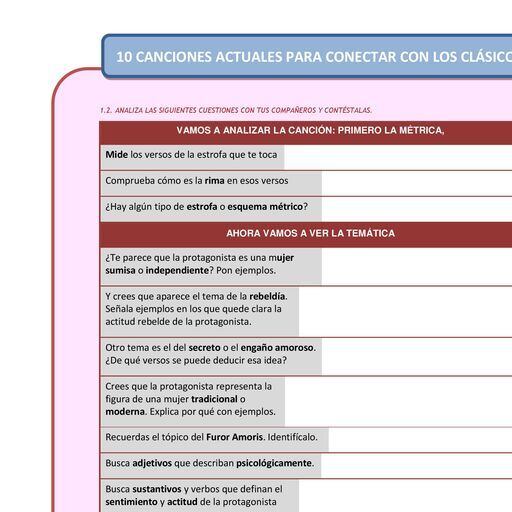 10 CANCIONES ACTUALES PARA CONECTAR CON LOS CLÁSICO
1.2. ANALIZA LAS SIGUIENTES CUESTIONES CON TUS COMPAÑEROS Y CONTÉSTALAS.
VAMOS A ANALIZAR LA CANCIÓN: PRIMERO LA MÉTRICA,
Mide los versos de la estrofa que te toca
Comprueba cómo es la rima en esos versos
¿Hay algún tipo de estrofa o esquema métrico?
AHORA VAMOS A VER LA TEMÁTICA
¿Te parece que la protagonista es una mujer
sumisa o independiente? Pon ejemplos.
Y crees que aparece el tema de la rebeldía.
Señala ejemplos en los que quede clara la
actitud rebelde de la protagonista.
Otro tema es el del secreto o el engaño amoroso.
¿De qué versos se puede deducir esa idea?
Crees que la protagonista representa la
figura de una mujer tradicional o
moderna. Explica por qué con ejemplos.
Recuerdas el tópico del Furor Amoris. Identifícalo.
Busca adjetivos que describan psicológicamente.
Busca sustantivos y verbos que definan el
sentimiento y actitud de la protagonista